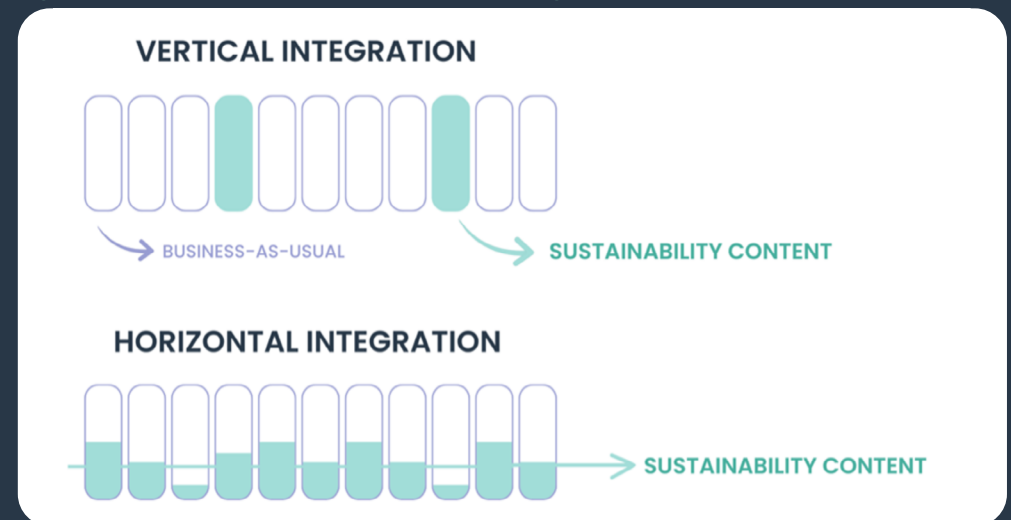 VERTICAL INTEGRATION
BUSINESS-AS-USUAL
SUSTAINABILITY CONTENT
HORIZONTAL INTEGRATION
SUSTAINABILITY CONTENT